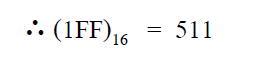 ∴ (1FF)₁₆ = 511